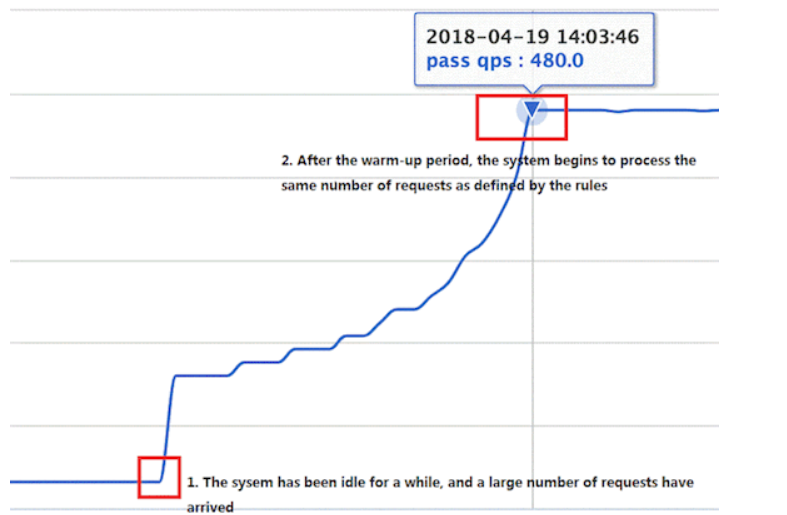 2018-04-19 14:03:46
pass qps : 480.0
2. After the warm-up period, the system begins to process the
same number of requests as defined by the rules
1. The sysem has been idle for a while, and a large number of requests have
arrived